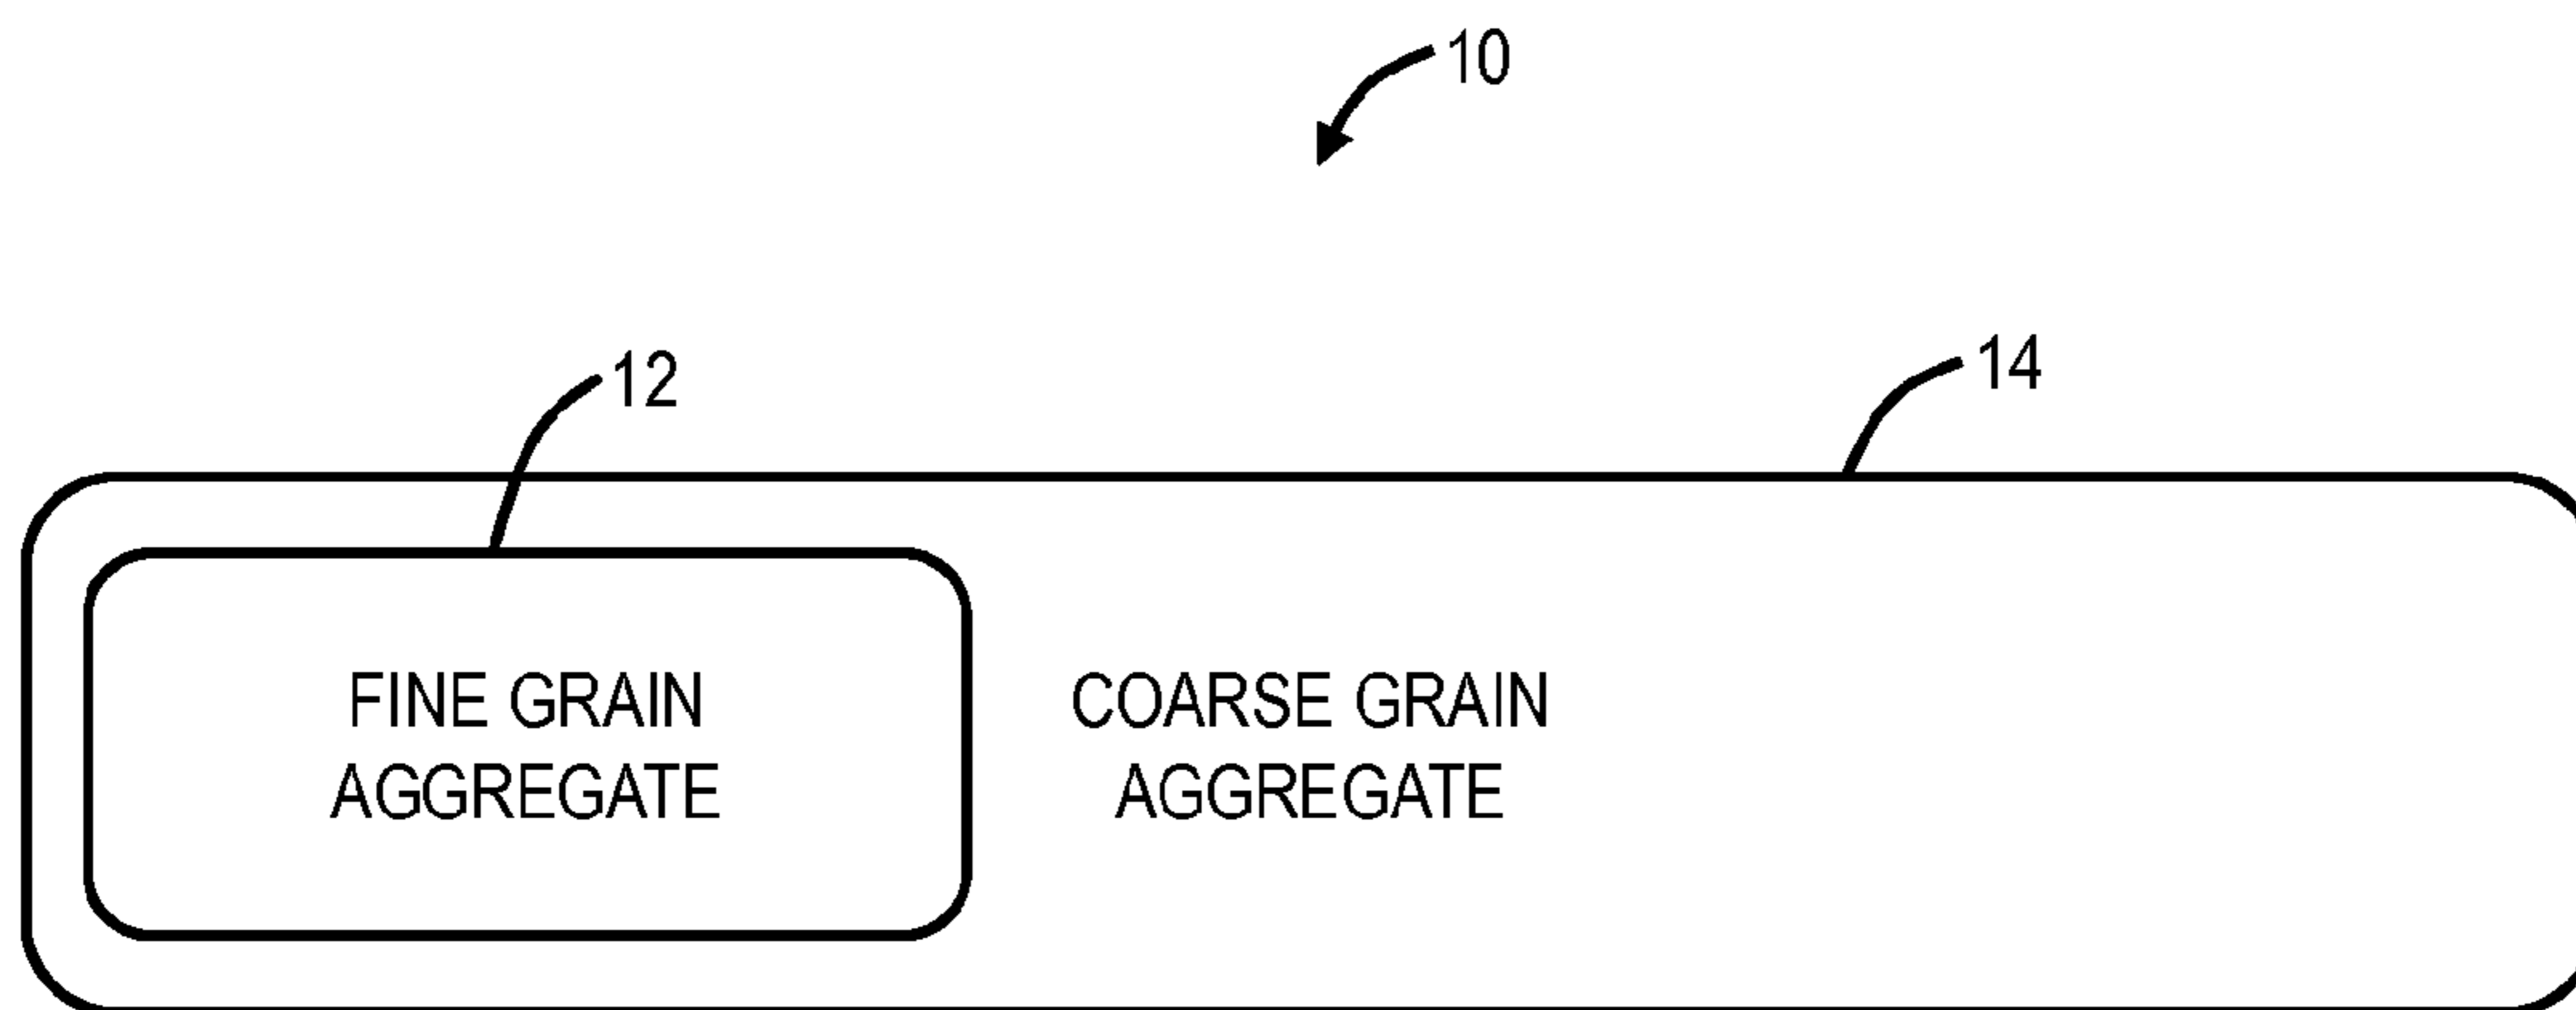 10
12
14
FINE GRAIN
AGGREGATE
COARSE GRAIN
AGGREGATE